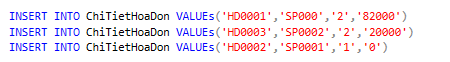 INSERT INTO ChiTietHoaDon VALUEs('HD0001','SP000','2','82000')
INSERT INTO ChiTietHoaDon VALUEs('HD0003','SP0002','2','20000')
INSERT INTO ChiTietHoaDon VALUEs('HD0002','SP0001','1','0')